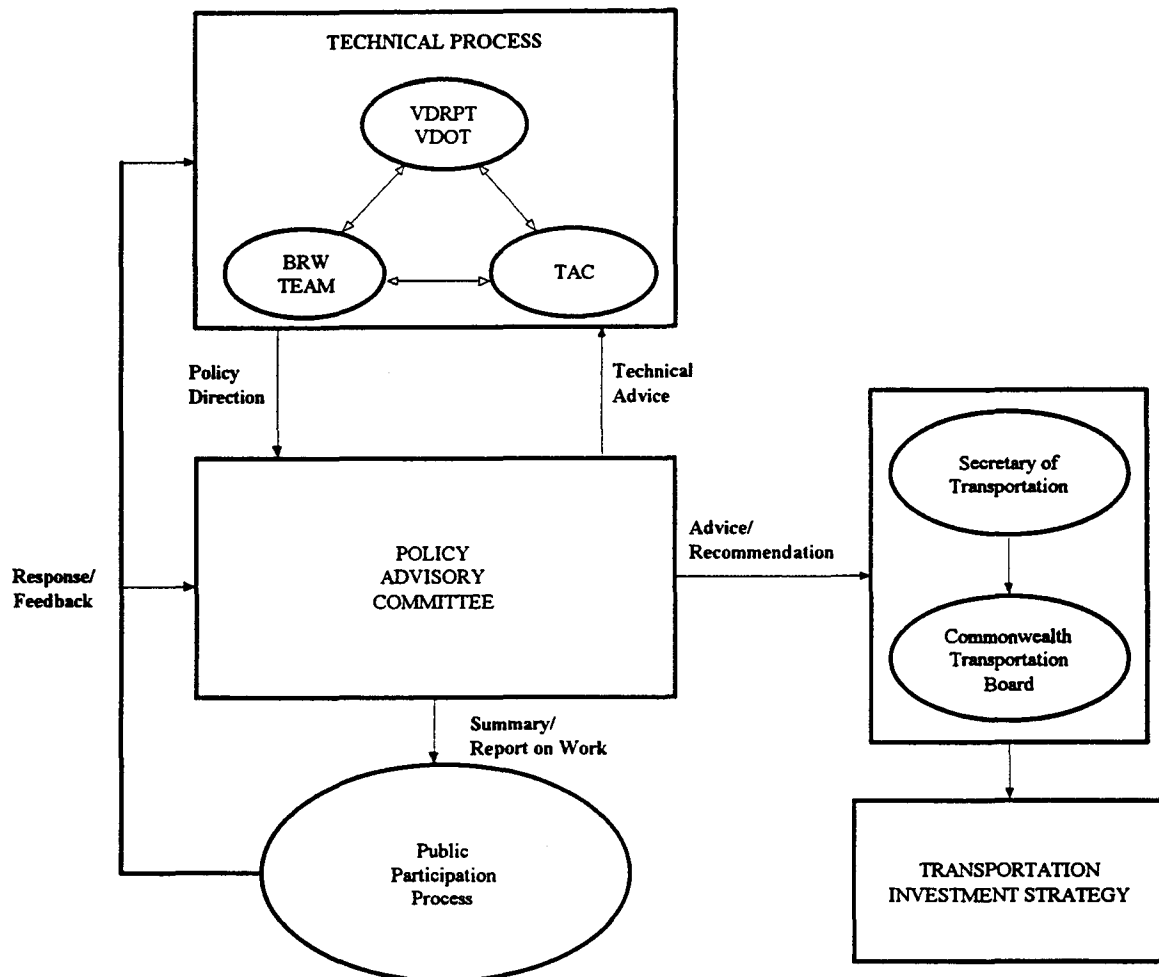 TECHNICAL PROCESS
VDRPT
VDOT
BRW
TEAM
TAC
Policy
Direction
Technical
Advice
Secretary of
Transportation
Advice/
Recommendation
POLICY
ADVISORY
COMMITTEE
Response/
Feedback
Commonwealth
Transportation
Board
Summary/
Report on Work
Public
Participation
Process
TRANSPORTATION
INVESTMENT STRATEGY